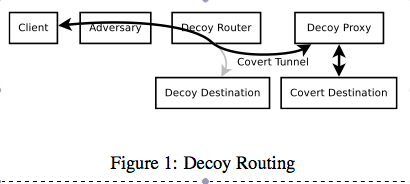 Client Adversary Decoy Router Decoy Proxy
Covert Tunnel
Decoy Destination Covert Destination
Figure 1: Decoy Routing